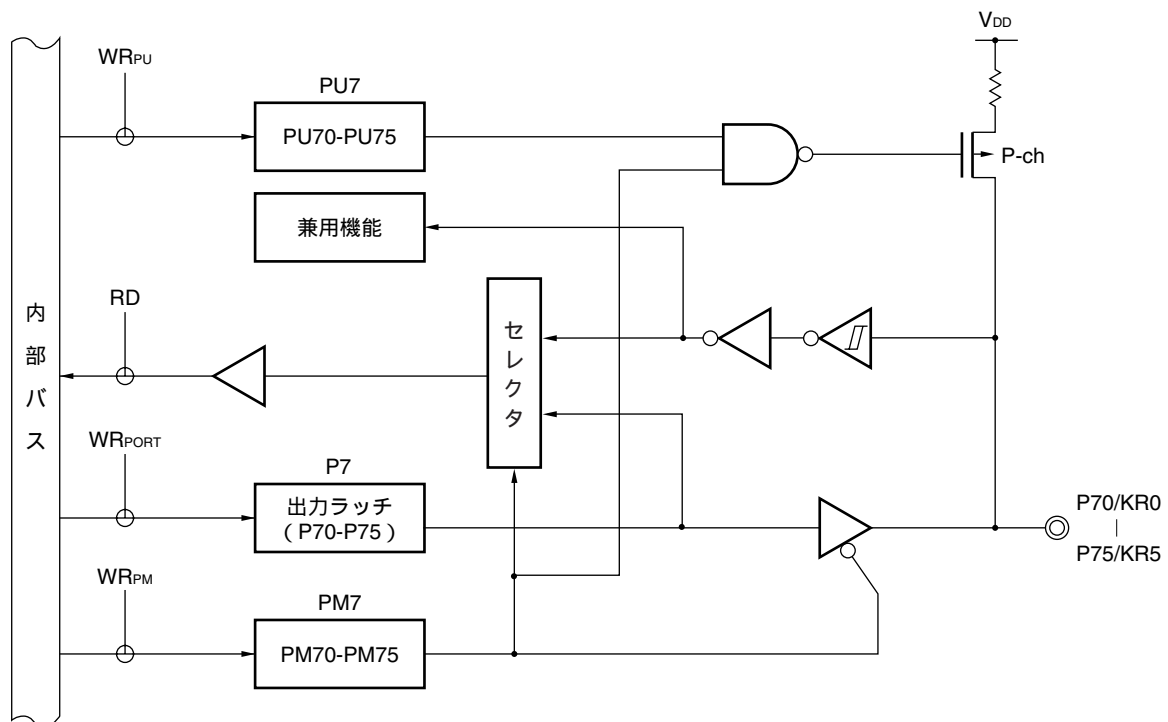 VDD
WRPU
PU7
PU70-PU75
P-ch
兼用機能
RD
内部バス
セレクタ
WRPORT
P7
出力ラッチ
(P70-P75)
P70/KR0
P75/KR5
WRPM
PM7
PM70-PM75